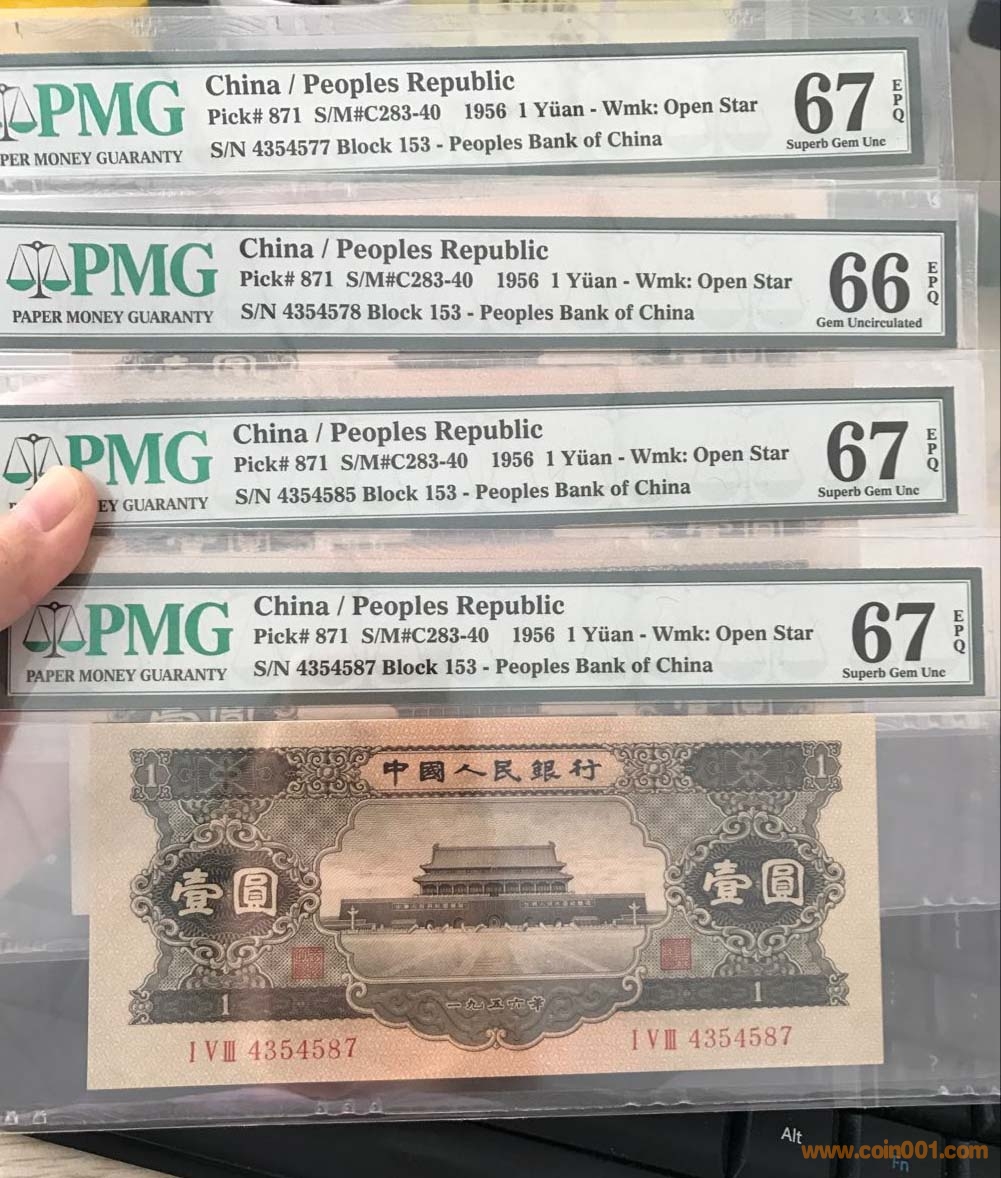 PMG
PER MONEY GUARANTY
China / Peoples Republic
Pick# 871 S/M#C283-40 1956 1 Yüan - Wmk: Open Star
S/N 4354577 Block 153 - Peoples Bank of China
67
EPQ
Superb Gem Unc
PMG
PAPER MONEY GUARANTY
China / Peoples Republic
Pick# 871 S/M#C283-40 1956 1 Yüan - Wmk: Open Star
S/N 4354578 Block 153 - Peoples Bank of China
66
EPQ
Gem Uncirculated
PMG
EY GUARANTY
China / Peoples Republic
Pick# 871 S/M#C283-40 1956 1 Yüan - Wmk: Open Star
S/N 4354585 Block 153 - Peoples Bank of China
67
EPQ
Superb Gem Unc
PMG
PAPER MONEY GUARANTY
China / Peoples Republic
Pick# 871 S/M#C283-40 1956 1 Yüan - Wmk: Open Star
S/N 4354587 Block 153 - Peoples Bank of China
67
EPQ
Superb Gem Unc
1 中國人民銀行 1
壹圓 壹圓
1 一九五六年 1
I V III 4354587 I V III 4354587
Alt
www.coin001.com
Fn